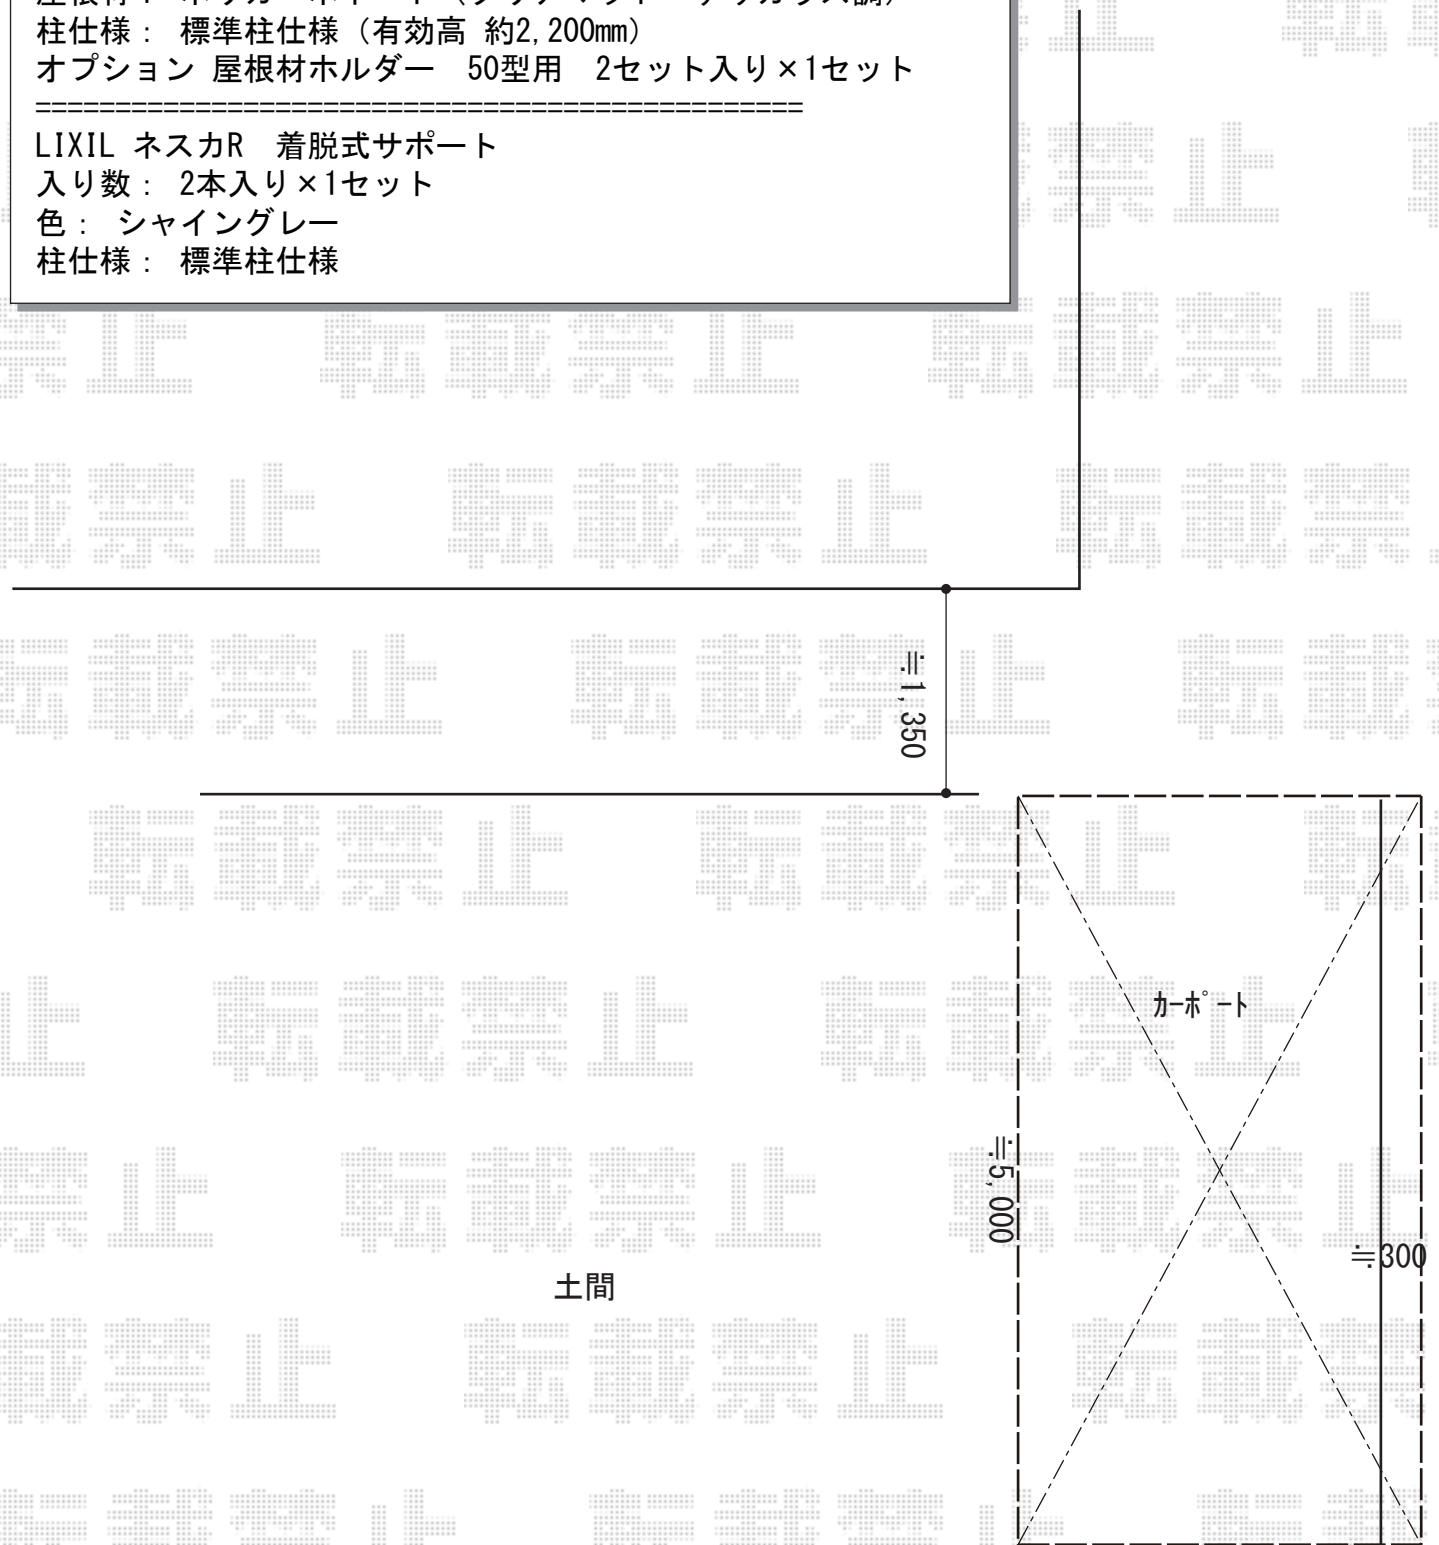 柱仕様： 標準柱仕様（有効高 約2,200mm）
オプション 屋根材ホルダー　50型用　2セット入り×1セット
================================================
LIXIL ネスカR　着脱式サポート
入り数： 2本入り×1セット
色： シャイングレー
柱仕様： 標準柱仕様
≒1,350
カーポート
≒5,000
≒300
土間
転載禁止